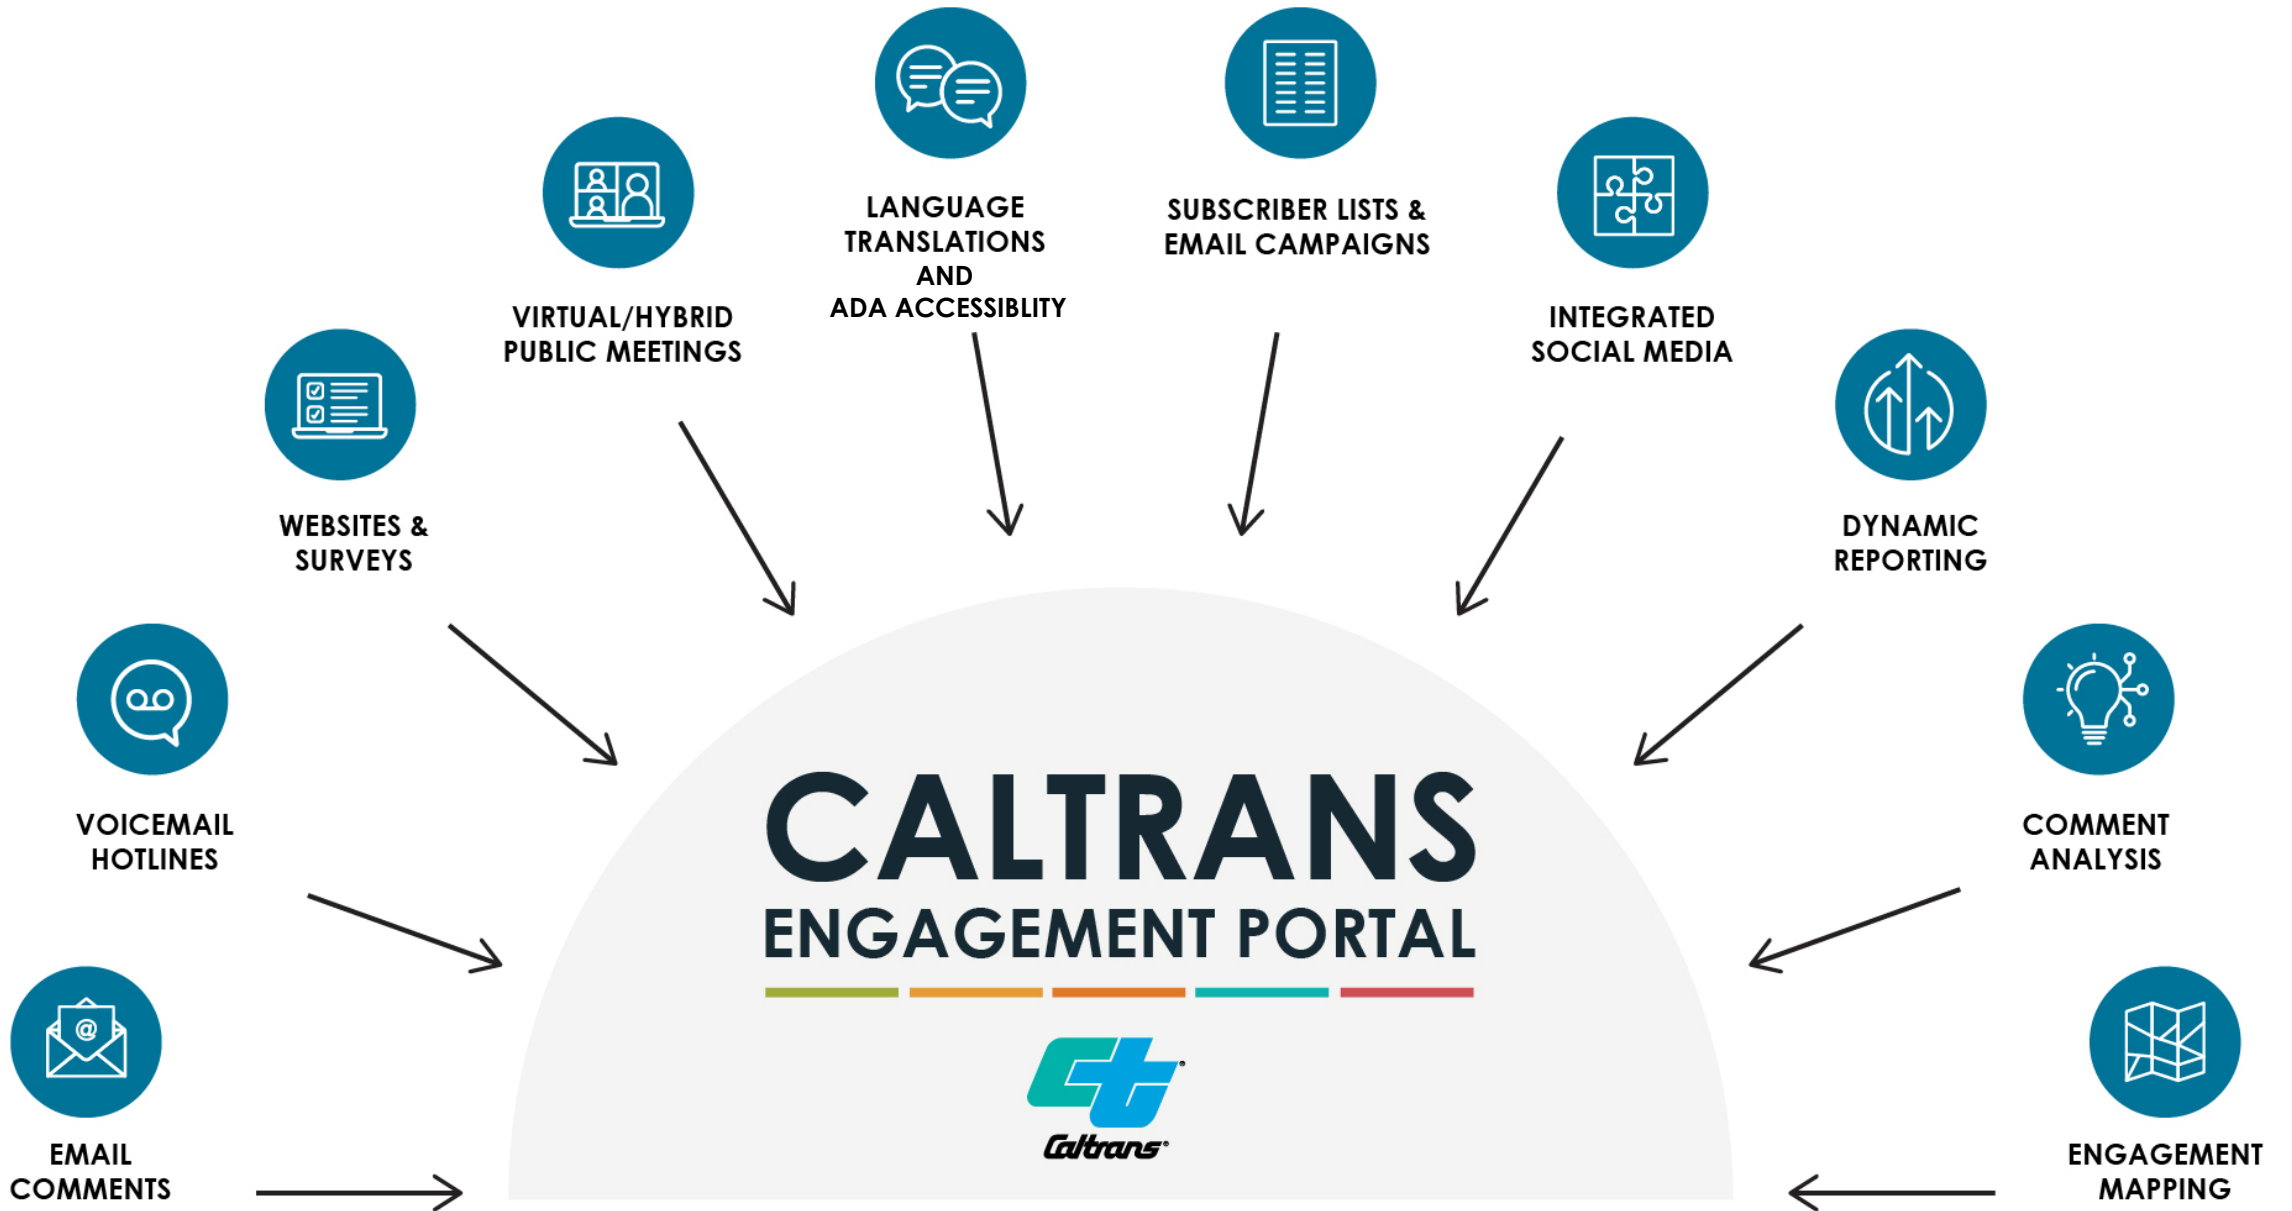 LANGUAGE
TRANSLATIONS
AND
ADA ACCESSIBLITY
SUBSCRIBER LISTS &
EMAIL CAMPAIGNS
VIRTUAL/HYBRID
PUBLIC MEETINGS
INTEGRATED
SOCIAL MEDIA
WEBSITES &
SURVEYS
DYNAMIC
REPORTING
VOICEMAIL
HOTLINES
COMMENT
ANALYSIS
CALTRANS
ENGAGEMENT PORTAL
@
EMAIL
COMMENTS
ct®
Caltrans®
ENGAGEMENT
MAPPING